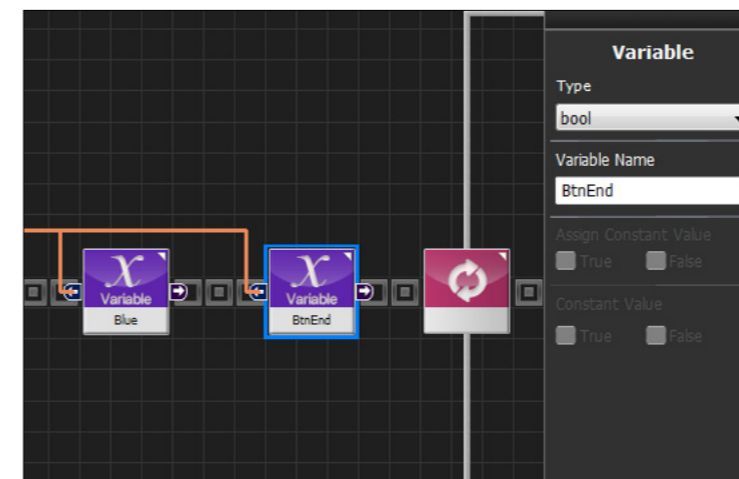 Variable
Blue
Variable
BtnEnd
Variable
Type
bool
Variable Name
BtnEnd
Assign Constant Value
True False
Constant Value
True False